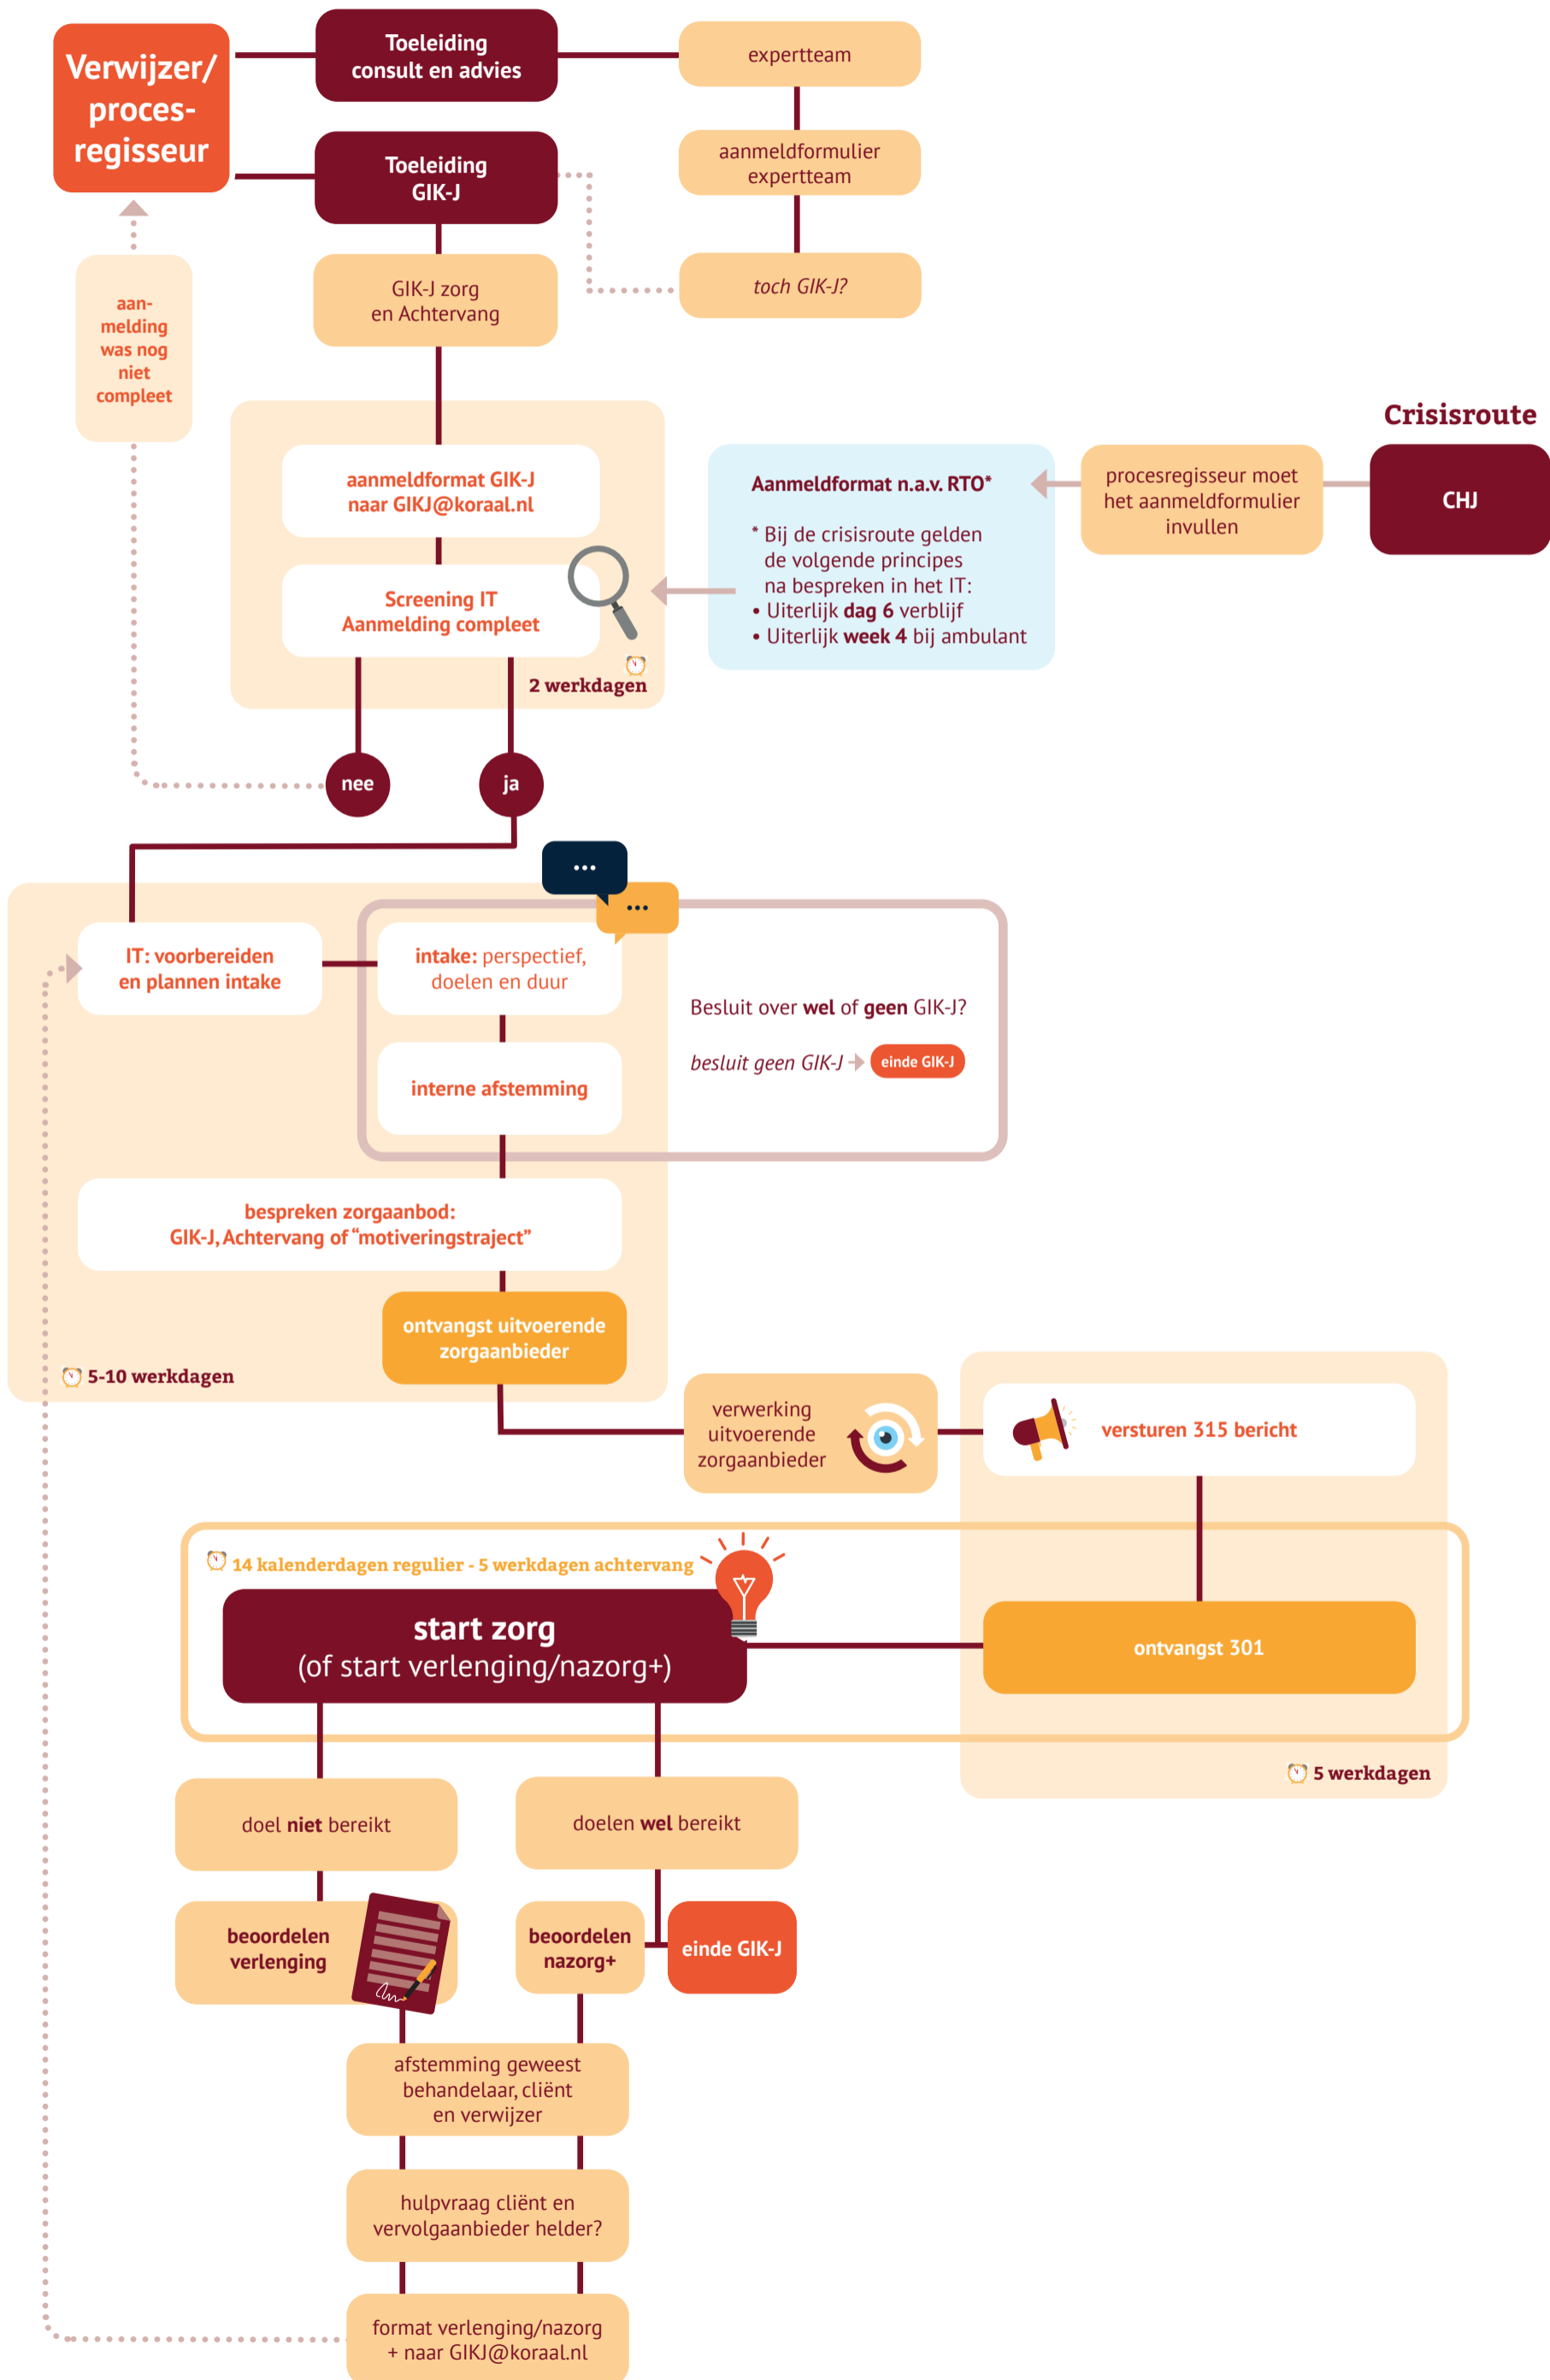 Verwijzer/
proces-
regisseur
Toeleiding
consult en advies
expertteam
aanmeldformulier
expertteam
toch GIK-J?
Toeleiding
GIK-J
GIK-J zorg
en Achtervang
aan-
melding
was nog
niet
compleet
aanmeldformat GIK-J
naar GIKJ@koraal.nl
Screening IT
Aanmelding compleet
2 werkdagen
Crisisroute
CHJ
procesregisseur moet
het aanmeldformulier
invullen
Aanmeldformat n.a.v. RTO*
* Bij de crisisroute gelden
de volgende principes
na bespreken in het IT:
• Uiterlijk dag 6 verblijf
• Uiterlijk week 4 bij ambulant
nee
ja
...
...
IT: voorbereiden
en plannen intake
intake: perspectief,
doelen en duur
interne afstemming
Besluit over wel of geen GIK-J?
besluit geen GIK-J
einde GIK-J
bespreken zorgaanbod:
GIK-J, Achtervang of “motiveringstraject”
ontvangst uitvoerende
zorgaanbieder
5-10 werkdagen
verwerking
uitvoerende
zorgaanbieder
versturen 315 bericht
14 kalenderdagen regulier - 5 werkdagen achtervang
start zorg
(of start verlenging/nazorg+)
ontvangst 301
5 werkdagen
doel niet bereikt
doelen wel bereikt
beoordelen
verlenging
beoordelen
nazorg+
einde GIK-J
afstemming geweest
behandelaar, cliënt
en verwijzer
hulpvraag cliënt en
vervolgaanbieder helder?
format verlenging/nazorg
+ naar GIKJ@koraal.nl